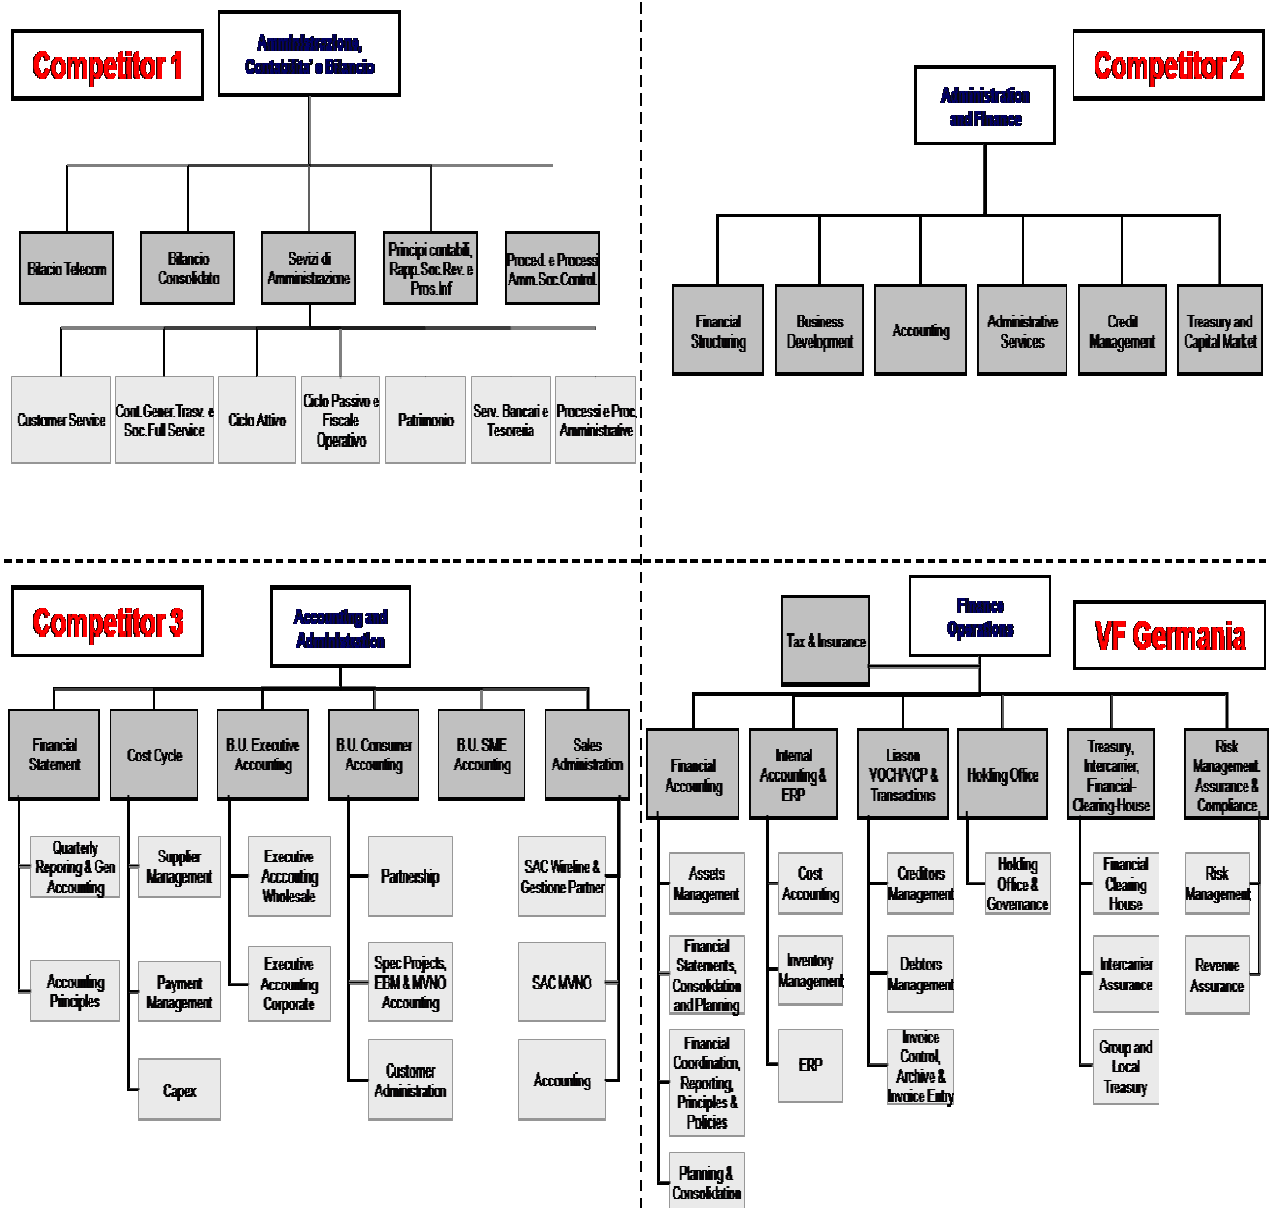 Competitor 1
Amministrazione,
Contabilita' e Bilancio
Bilacio Telecom
Bilancio
Consolidato
Sevizi di
Amministrazione
Principi contabili,
Rapp.Soc.Rev. e
Pros.Inf
Proced. e Processi
Amm.Soc.Control.
Customer Service
Cont.Gener.Trasv. e
Soc.Full Service
Ciclo Attivo
Ciclo Passivo e
Fiscale
Operativo
Patrimonio
Serv. Bancari e
Tesoreria
Processi e Proc.
Amministrative
Competitor 2
Administration
and Finance
Financial
Structuring
Business
Development
Accounting
Administrative
Services
Credit
Management
Treasury and
Capital Market
Competitor 3
Accounting and
Administration
Financial
Statement
Cost Cycle
B.U. Executive
Accounting
B.U. Consumer
Accounting
B.U. SME
Accounting
Sales
Administration
Quarterly
Reporing & Gen
Accounting
Accounting
Principles
Supplier
Management
Payment
Management
Capex
Executive
Accounting
Wholesale
Executive
Accounting
Corporate
Partnership
Spec Projects,
EBM & MVNO
Accounting
Customer
Administration
SAC Wireline &
Gestione Partner
SAC MVNO
Accounting
VF Germania
Finance
Operations
Tax & Insurance
Financial
Accounting
Internal
Accounting &
ERP
Liason
VOCH/VCP &
Transactions
Holding Office
Treasury,
Intercarrier,
Financial-
Clearing-House
Risk
Management.
Assurance &
Compliance
Assets
Management
Financial
Statements,
Consolidation
and Planning
Financial
Coordination,
Reporting,
Principles &
Policies
Planning &
Consolidation
Cost
Accounting
Inventory
Management
ERP
Creditors
Management
Debtors
Management
Invoice
Control,
Archive &
Invoice Entry
Holding
Office &
Governance
Financial
Clearing
House
Intercarrier
Assurance
Group and
Local
Treasury
Risk
Management
Revenue
Assurance